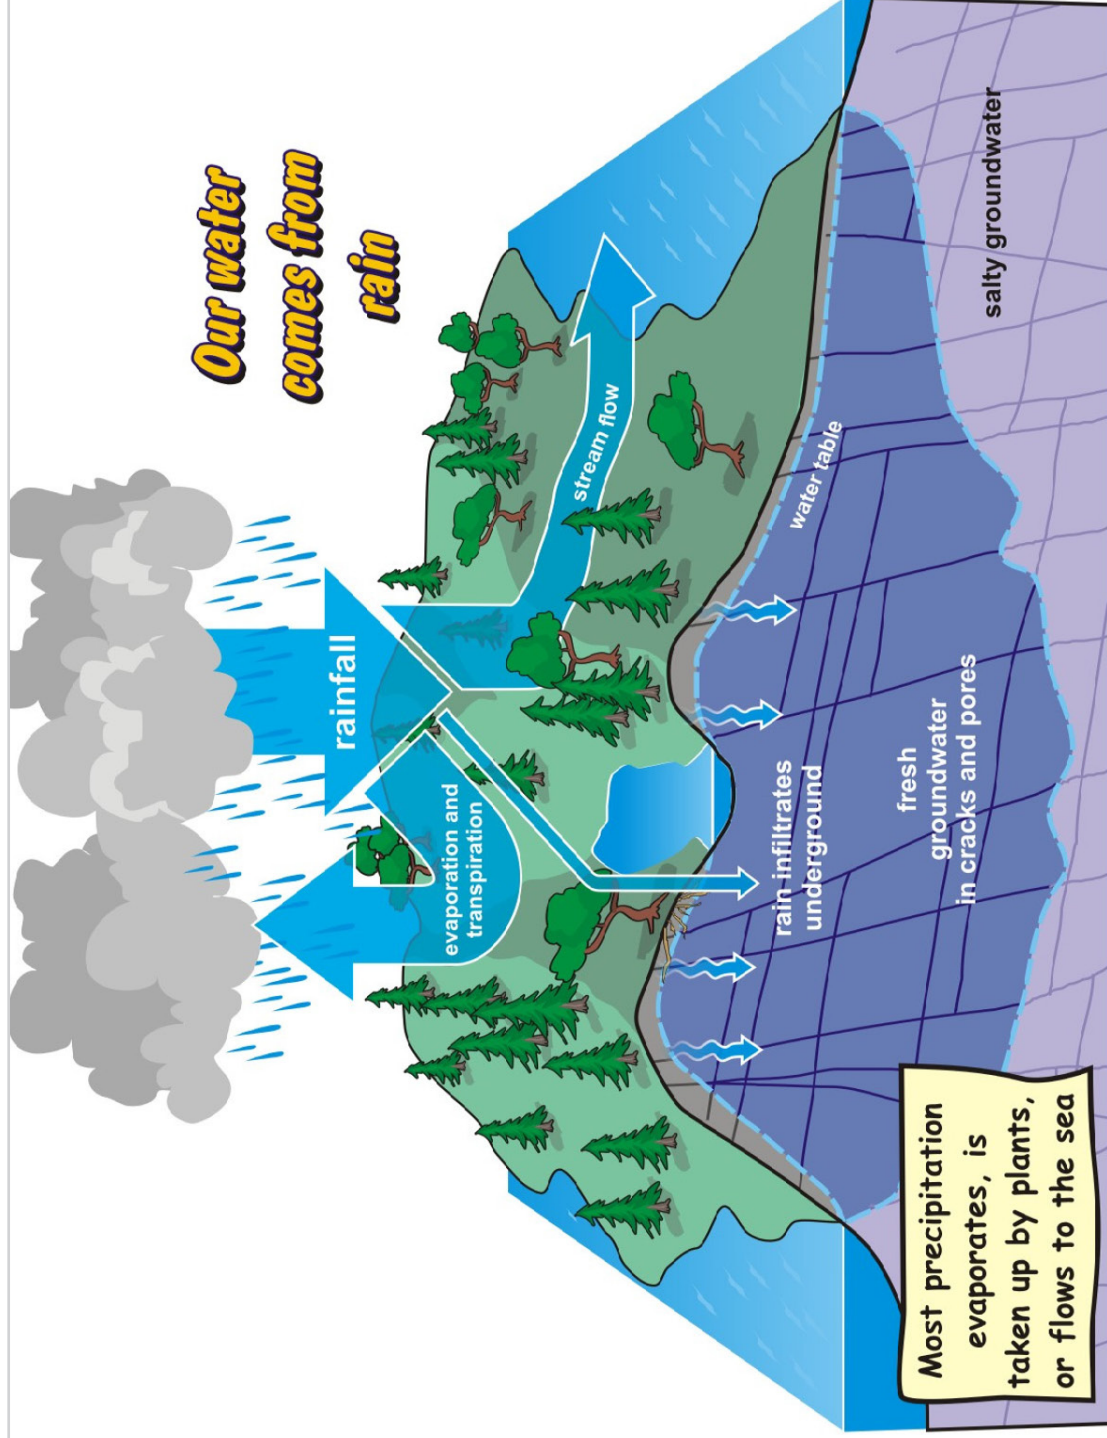 Our water
comes from
rain
rainfall
evaporation and
transpiration
stream flow
water table
rain infiltrates
underground
fresh
groundwater
in cracks and pores
salty groundwater
Most precipitation
evaporates, is
taken up by plants,
or flows to the sea